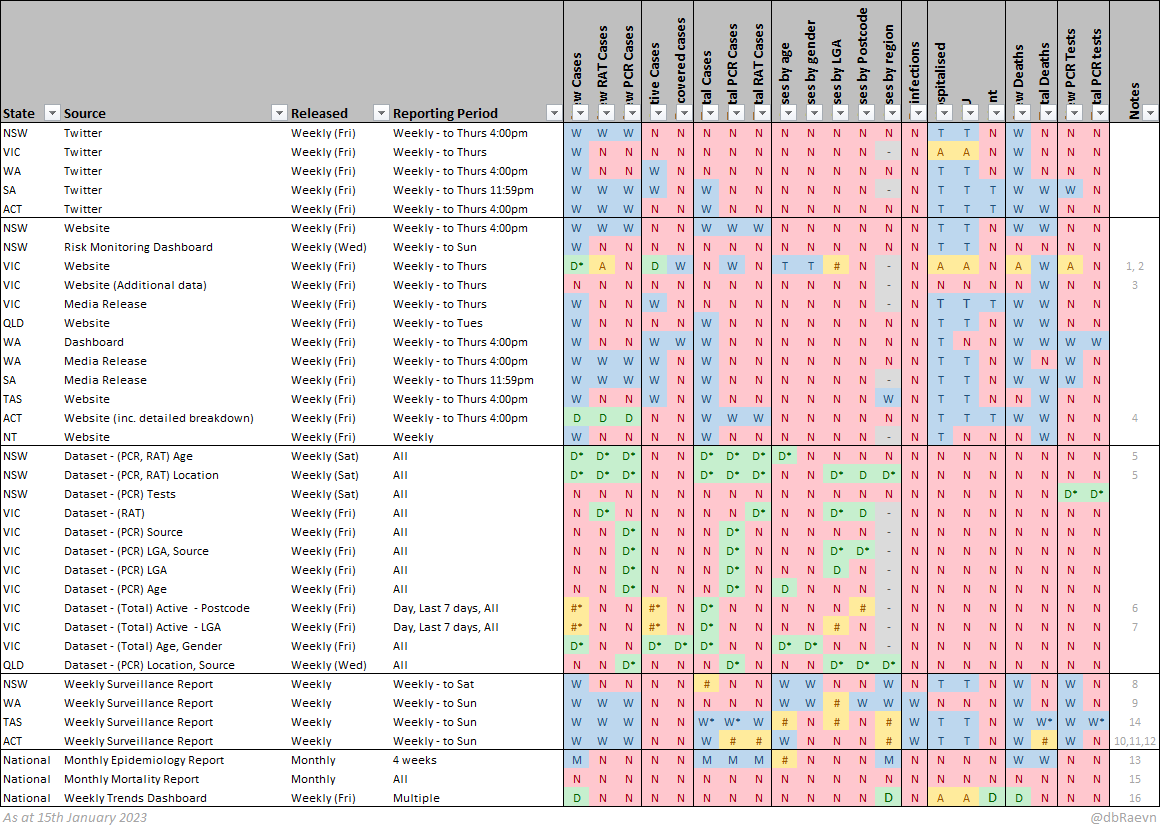 State Source Released Reporting Period w Cases w RAT Cases w PCR Cases tive Cases covered cases tal Cases tal PCR Cases tal RAT Cases ses by age ses by gender ses by LGA ses by Postcode ses by region infections spitalised U nt w Deaths tal Deaths w PCR Tests tal PCR tests Notes
NSW Twitter Weekly (Fri) Weekly - to Thurs 4:00pm W W W N N N N N N N N N N N T T N W N N N
VIC Twitter Weekly (Fri) Weekly - to Thurs W N N N N N N N N N N N - N A A N W N N N
WA Twitter Weekly (Fri) Weekly - to Thurs 4:00pm W N N W N N N N N N N N N N T T N W N N N
SA Twitter Weekly (Fri) Weekly - to Thurs 11:59pm W W W W N W N N N N N N - N T T T W W W N
ACT Twitter Weekly (Fri) Weekly - to Thurs 4:00pm W W W N N W N N N N N N N N T T T W W N N
NSW Website Weekly (Fri) Weekly - to Thurs 4:00pm W W W N N W W W N N N N N N T T N W W N N
NSW Risk Monitoring Dashboard Weekly (Wed) Weekly - to Sun W N N N N N N N N N N N N N T T N N N N N
VIC Website Weekly (Fri) Weekly - to Thurs D* A N D W N W N T T # N - N A A N A W A N 1, 2
VIC Website (Additional data) Weekly (Fri) Weekly - to Thurs N N N N N N N N N N N N - N N N N N W N N 3
VIC Media Release Weekly (Fri) Weekly - to Thurs W N N W N N N N N N N N - N T T T W W N N
QLD Website Weekly (Fri) Weekly - to Tues W N N N N W N N N N N N N N T T N W W N N
WA Dashboard Weekly (Fri) Weekly - to Thurs 4:00pm W N N W W W N N N N N N N N T N N W W W W
WA Media Release Weekly (Fri) Weekly - to Thurs 4:00pm W W W W N W N N N N N N N N T T N W N W N
SA Media Release Weekly (Fri) Weekly - to Thurs 11:59pm W W W W N W N N N N N N - N T T N W W W N
TAS Website Weekly (Fri) Weekly - to Thurs 4:00pm W N N W N W N N N N N N W N T T N W W N N
ACT Website (inc. detailed breakdown) Weekly (Fri) Weekly - to Thurs 4:00pm D D D N N W W W N N N N N N T T T W W N N 4
NT Website Weekly (Fri) Weekly W N N N N W N N N N N N - N T N N N W N N
NSW Dataset - (PCR, RAT) Age Weekly (Sat) All D* D* D* N N D* D* D* D* N N N N N N N N N N N N 5
NSW Dataset - (PCR, RAT) Location Weekly (Sat) All D* D* D* N N D* D* D* N N D* D D* N N N N N N N N 5
NSW Dataset - (PCR) Tests Weekly (Sat) All N N N N N N N N N N N N N N N N N N N D* D*
VIC Dataset - (RAT) Weekly (Fri) All N D* N N N N N D* N N D* D - N N N N N N N N
VIC Dataset - (PCR) Source Weekly (Fri) All N N D* N N N D* N N N N N - N N N N N N N N
VIC Dataset - (PCR) LGA, Source Weekly (Fri) All N N D* N N N D* N N N D* D* - N N N N N N N N
VIC Dataset - (PCR) LGA Weekly (Fri) All N N D* N N N D* N N N D N - N N N N N N N N
VIC Dataset - (PCR) Age Weekly (Fri) All N N D* N N N D* N D N N N - N N N N N N N N
VIC Dataset - (Total) Active - Postcode Weekly (Fri) Day, Last 7 days, All #* N N #* N D* N N N N N # - N N N N N N N N 6
VIC Dataset - (Total) Active - LGA Weekly (Fri) Day, Last 7 days, All #* N N #* N D* N N N N # N - N N N N N N N N 7
VIC Dataset - (Total) Age, Gender Weekly (Fri) All D* N N D* D* D* N N D* D* N N - N N N N N N N N
QLD Dataset - (PCR) Location, Source Weekly (Wed) All N N D* N N N D* N N N D* D* D* N N N N N N N N
NSW Weekly Surveillance Report Weekly Weekly - to Sat W N N N N # N N W W N N W N T T N W N W N 8
WA Weekly Surveillance Report Weekly Weekly - to Sun W W W N N N N N W W # W W W N N N W N W N 9
TAS Weekly Surveillance Report Weekly Weekly - to Sun W W W N N W* W* W # N # N # W T T N W W* W W* 14
ACT Weekly Surveillance Report Weekly Weekly - to Sun W W W N N W # # W N N N # W T T N W # W N 10,11,12
National Monthly Epidemiology Report Monthly 4 weeks M N N N N M M M # N N N M N N N N W W N N 13
National Monthly Mortality Report Monthly All N N N N N N N N N N N N N N N N N N N N N 15
National Weekly Trends Dashboard Weekly (Fri) Multiple D N N N N N N N N N N N D N A A D D N N N 16
As at 15th January 2023 @dbRaevn